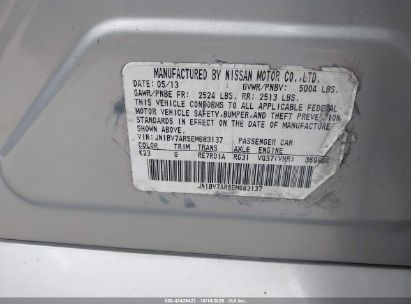 MANUFACTURED BY NISSAN MOTOR CO.,LTD.
DATE: 05/13 GVWR/PNBV: 5004 LBS.
GAWR/PNBE FR: 2524 LBS. RR: 2513 LBS.
THIS VEHICLE CONFORMS TO ALL APPLICABLE FEDERAL
MOTOR VEHICLE SAFETY,BUMPER,AND THEFT PREVENTION
STANDARDS IN EFFECT ON THE DATE OF MANUFACTURE
SHOWN ABOVE.
VIN: JN1BV7AR5EM683137 PASSENGER CAR
COLOR TRIM TRANS AXLE ENGINE
K23 G RE7R01A RG31 VQ37(VHR)
JN1BV7AR5EM683137